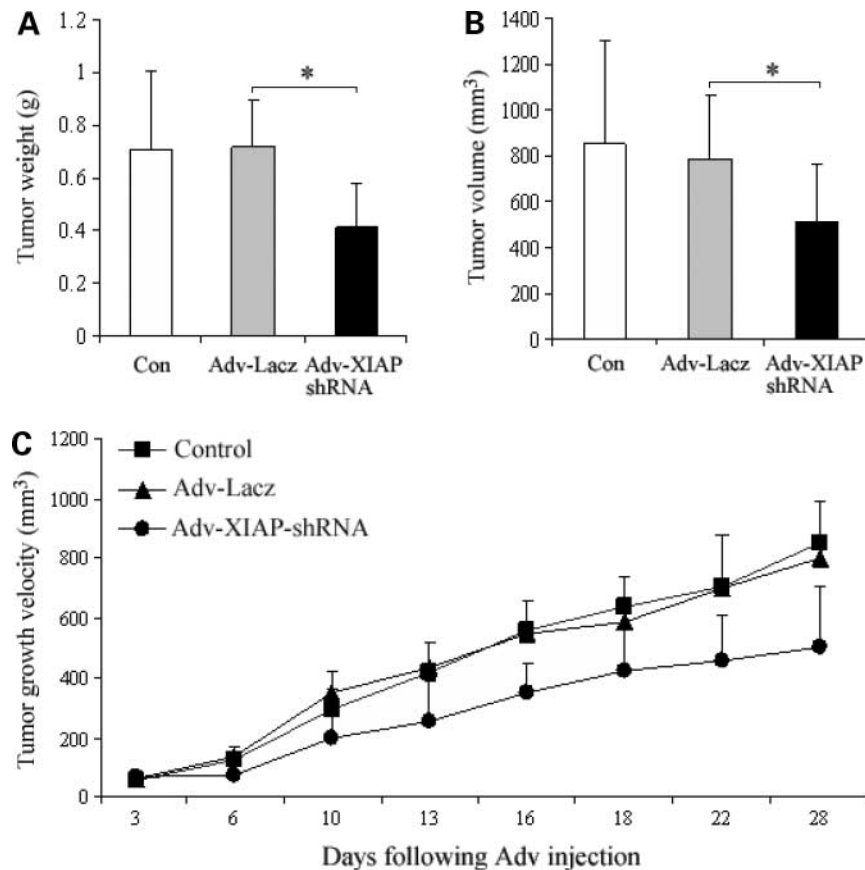 A
Tumor weight (g)
1.2
1
0.8
0.6
0.4
0.2
0
*
Con
Adv-Lacz
Adv-XIAP
shRNA
B
Tumor volume (mm³)
1400
1200
1000
800
600
400
200
0
*
Con
Adv-Lacz
Adv-XIAP
shRNA
C
Tumor growth velocity (mm³)
1200
1000
800
600
400
200
0
Control
Adv-Lacz
Adv-XIAP-shRNA
3 6 10 13 16 18 22 28
Days following Adv injection